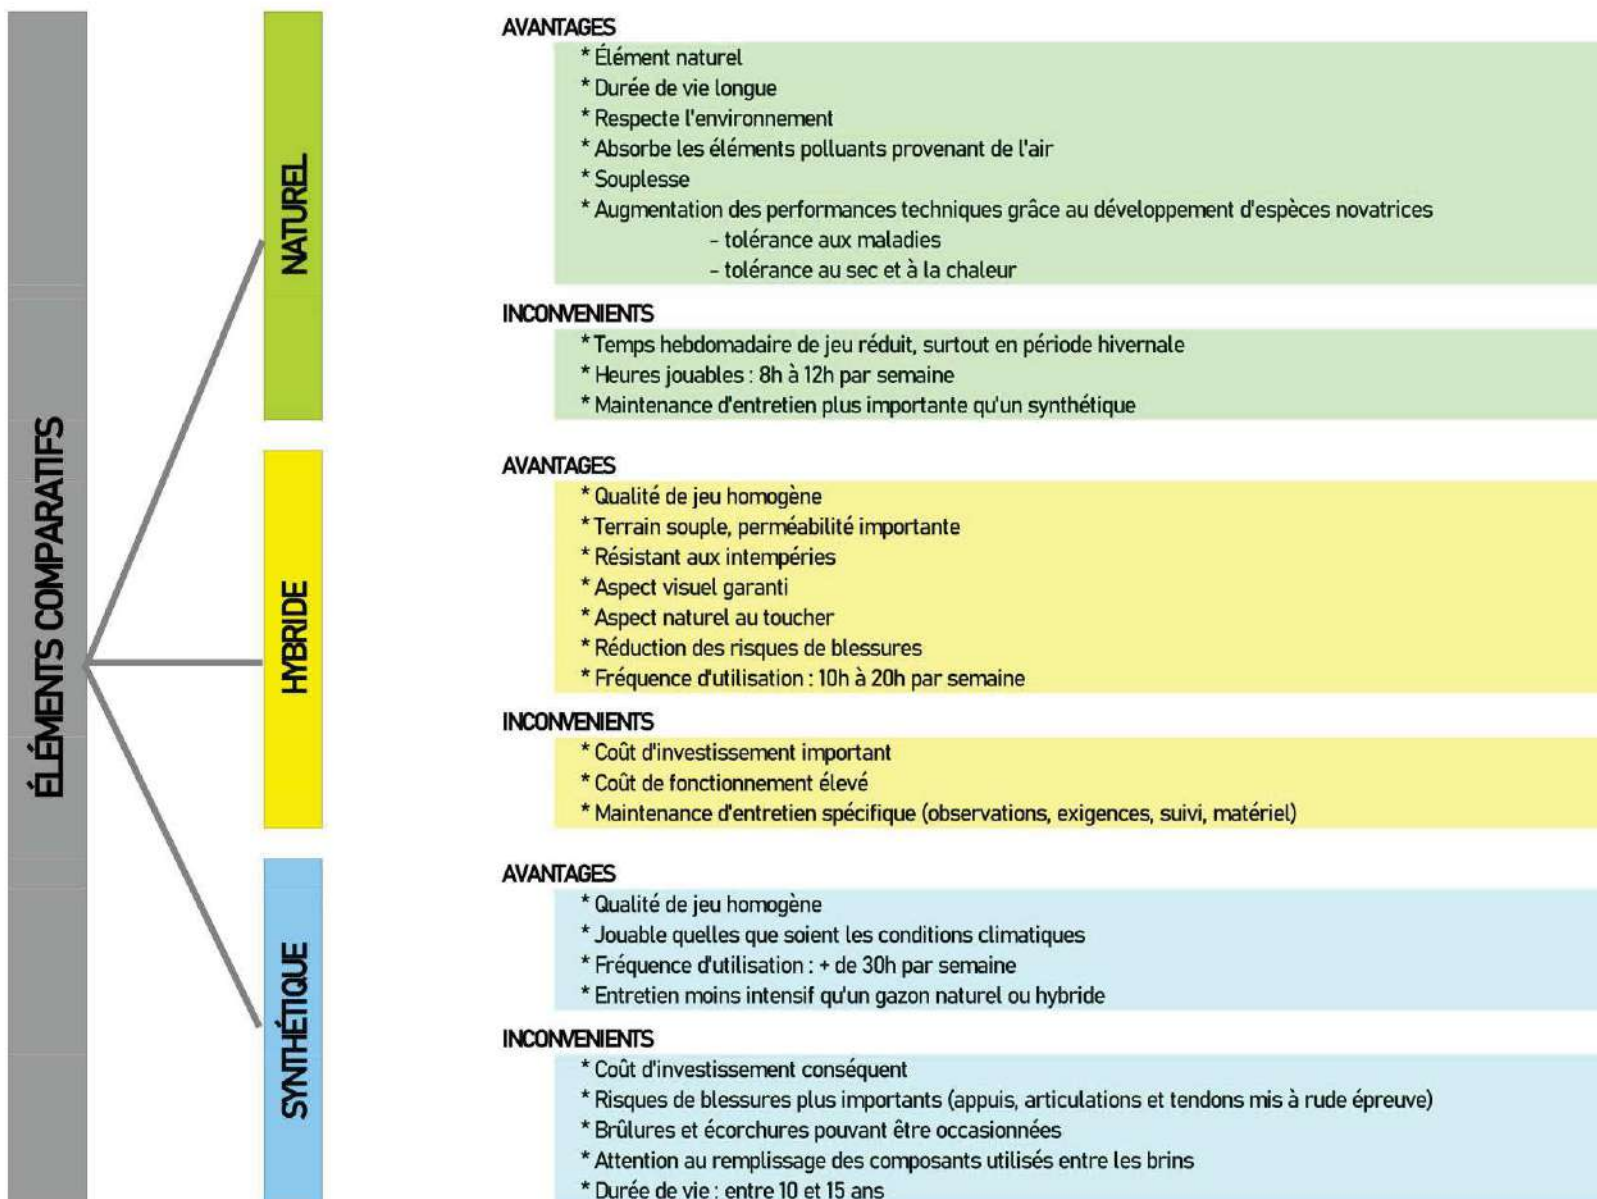 ÉLÉMENTS COMPARATIFS
NATUREL
AVANTAGES
* Élément naturel
* Durée de vie longue
* Respecte l'environnement
* Absorbe les éléments polluants provenant de l'air
* Souplesse
* Augmentation des performances techniques grâce au développement d'espèces novatrices
- tolérance aux maladies
- tolérance au sec et à la chaleur
INCONVENIENTS
* Temps hebdomadaire de jeu réduit, surtout en période hivernale
* Heures jouables : 8h à 12h par semaine
* Maintenance d'entretien plus importante qu'un synthétique
HYBRIDE
AVANTAGES
* Qualité de jeu homogène
* Terrain souple, perméabilité importante
* Résistant aux intempéries
* Aspect visuel garanti
* Aspect naturel au toucher
* Réduction des risques de blessures
* Fréquence d'utilisation : 10h à 20h par semaine
INCONVENIENTS
* Coût d'investissement important
* Coût de fonctionnement élevé
* Maintenance d'entretien spécifique (observations, exigences, suivi, matériel)
SYNTHÉTIQUE
AVANTAGES
* Qualité de jeu homogène
* Jouable quelles que soient les conditions climatiques
* Fréquence d'utilisation : + de 30h par semaine
* Entretien moins intensif qu'un gazon naturel ou hybride
INCONVENIENTS
* Coût d'investissement conséquent
* Risques de blessures plus importants (appuis, articulations et tendons mis à rude épreuve)
* Brûlures et écorchures pouvant être occasionnées
* Attention au remplissage des composants utilisés entre les brins
* Durée de vie : entre 10 et 15 ans